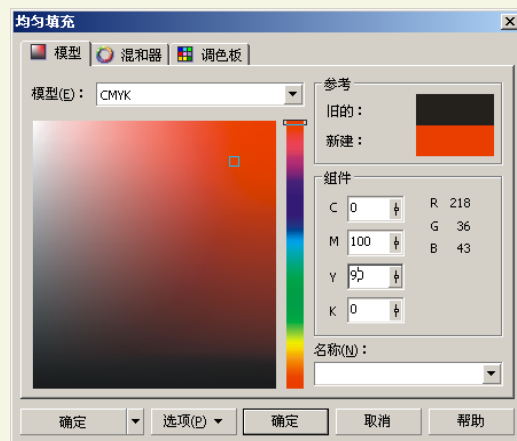 均匀填充
模型 混和器 调色板
模型(E)： CMYK
参考
旧的：
新建：
组件
C 0 R 218
M 100 G 36
Y B 43
K 0
名称(N)：
确定 选项(P) 确定 取消 帮助